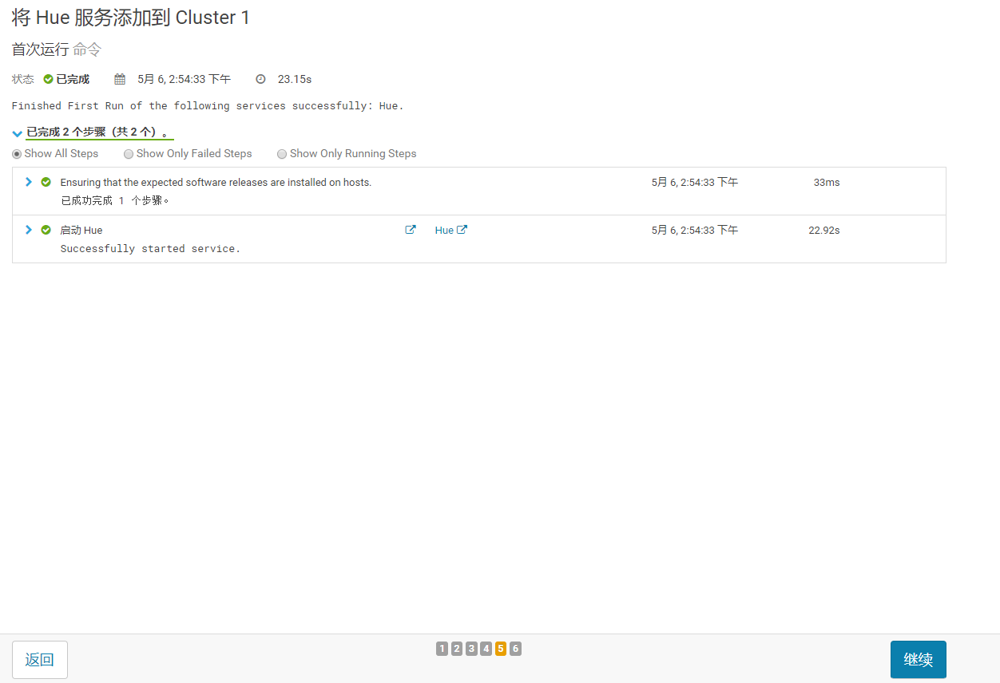 将 Hue 服务添加到 Cluster 1
首次运行 命令
状态 已完成 5月 6, 2:54:33 下午 23.15s
Finished First Run of the following services successfully: Hue.
已完成 2 个步骤（共 2 个）。
Show All Steps Show Only Failed Steps Show Only Running Steps
Ensuring that the expected software releases are installed on hosts. 5月 6, 2:54:33 下午 33ms
已成功完成 1 个步骤。
启动 Hue Hue 5月 6, 2:54:33 下午 22.92s
Successfully started service.
返回 1 2 3 4 5 6 继续